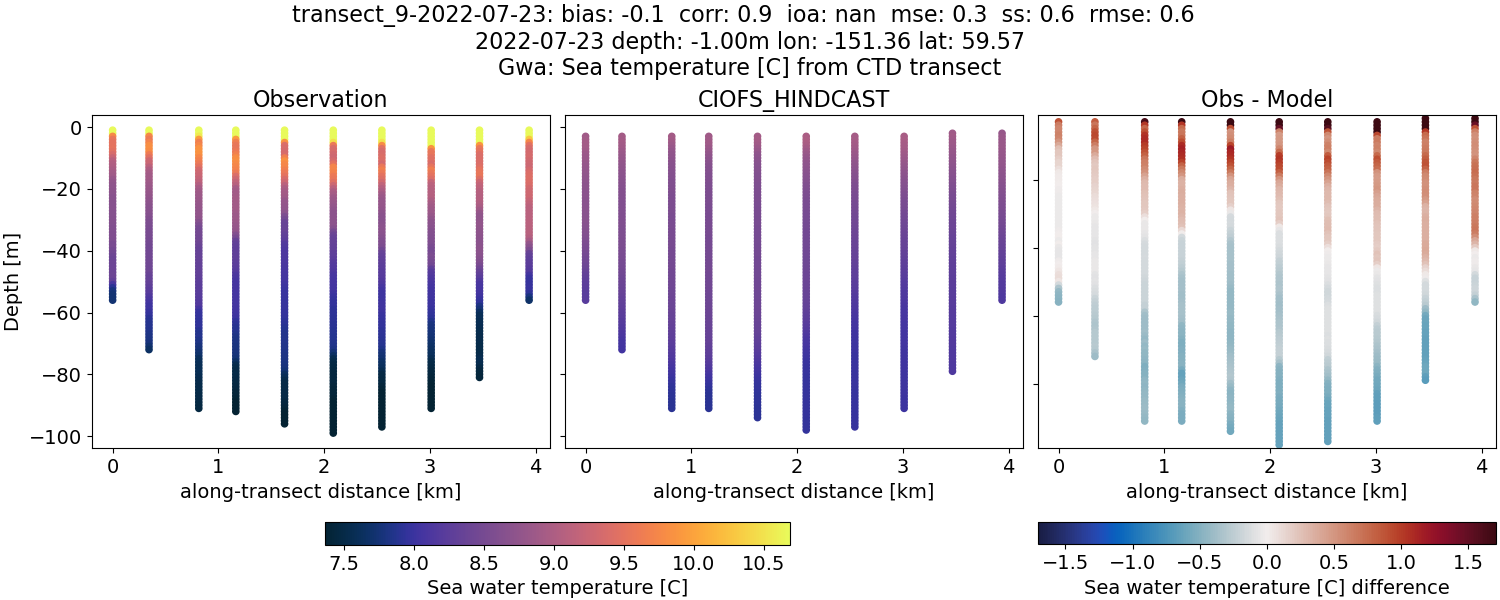 transect_9-2022-07-23: bias: -0.1  corr: 0.9  ioa: nan  mse: 0.3  ss: 0.6  rmse: 0.6
2022-07-23 depth: -1.00m lon: -151.36 lat: 59.57
Gwa: Sea temperature [C] from CTD transect
Observation
CIOFS_HINDCAST
Obs - Model
Depth [m]
0
−20
−40
−60
−80
−100
0 1 2 3 4
0 1 2 3 4
0 1 2 3 4
along-transect distance [km]
along-transect distance [km]
along-transect distance [km]
7.5 8.0 8.5 9.0 9.5 10.0 10.5
Sea water temperature [C]
−1.5 −1.0 −0.5 0.0 0.5 1.0 1.5
Sea water temperature [C] difference